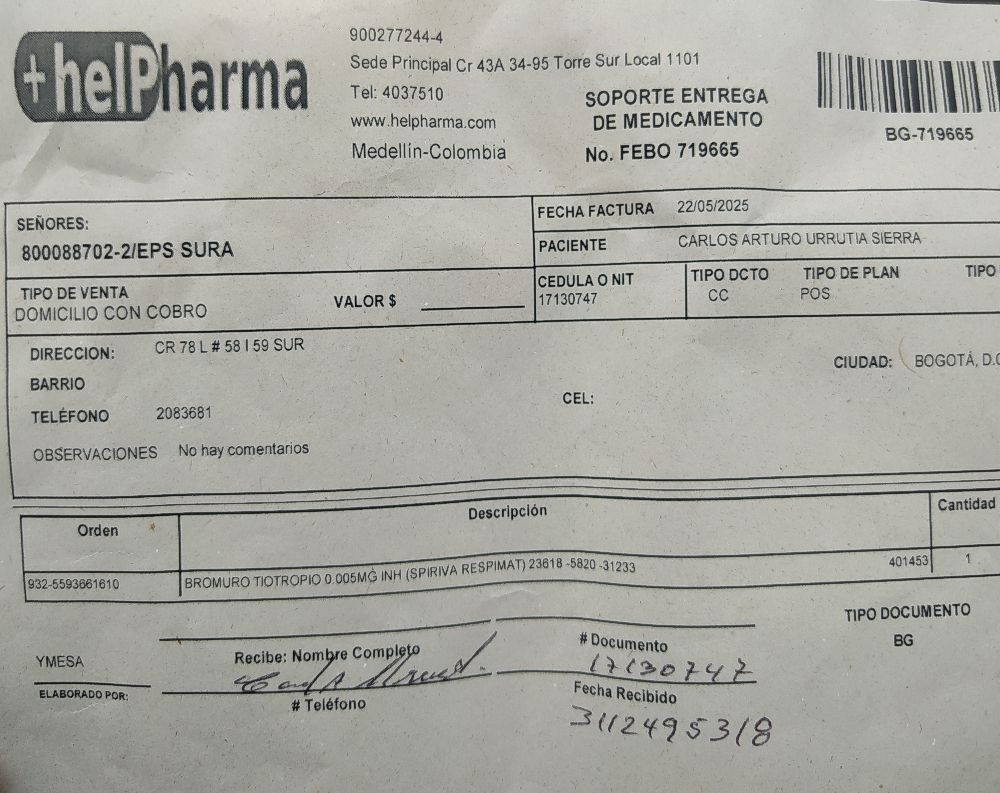 +helPharma
900277244-4
Sede Principal Cr 43A 34-95 Torre Sur Local 1101
Tel: 4037510
www.helpharma.com
Medellín-Colombia
SOPORTE ENTREGA
DE MEDICAMENTO
No. FEBO 719665
BG-719665
SEÑORES:
800088702-2/EPS SURA
FECHA FACTURA 22/05/2025
PACIENTE CARLOS ARTURO URRUTIA SIERRA
TIPO DE VENTA
DOMICILIO CON COBRO
VALOR $
CEDULA O NIT
17130747
TIPO DCTO
CC
TIPO DE PLAN
POS
TIPO
DIRECCION: CR 78 L # 58 I 59 SUR
CIUDAD: BOGOTÁ, D.C
BARRIO
CEL:
TELÉFONO 2083681
OBSERVACIONES No hay comentarios
Orden Descripción Cantidad
932-5593661610 BROMURO TIOTROPIO 0.005MG INH (SPIRIVA RESPIMAT) 23618 -5820 -31233 401453 1
TIPO DOCUMENTO
BG
YMESA
ELABORADO POR:
Recibe: Nombre Completo
# Teléfono
# Documento
17130747
Fecha Recibido
3112495318